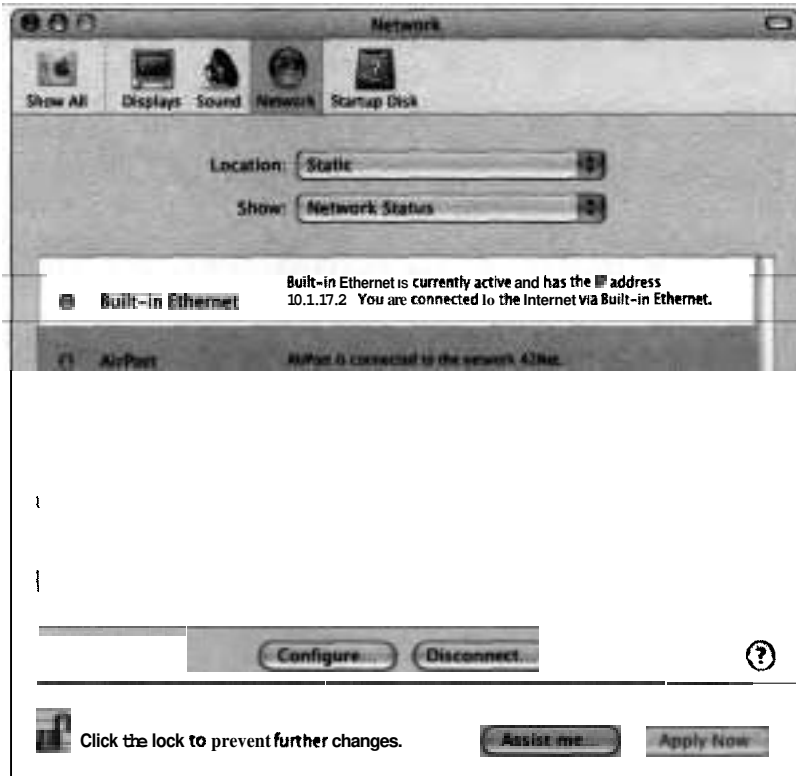 Network
Show All Displays Sound Network Startup Disk
Location: Static
Show: Network Status
Built-in Ethernet is currently active and has the IP address
Built-in Ethernet
10.1.17.2 You are connected to the Internet via Built-in Ethernet.
AirPort AirPort is connected to the network 42Net.
Configure... Disconnect...
?
Click the lock to prevent further changes.
Assist me... Apply Now